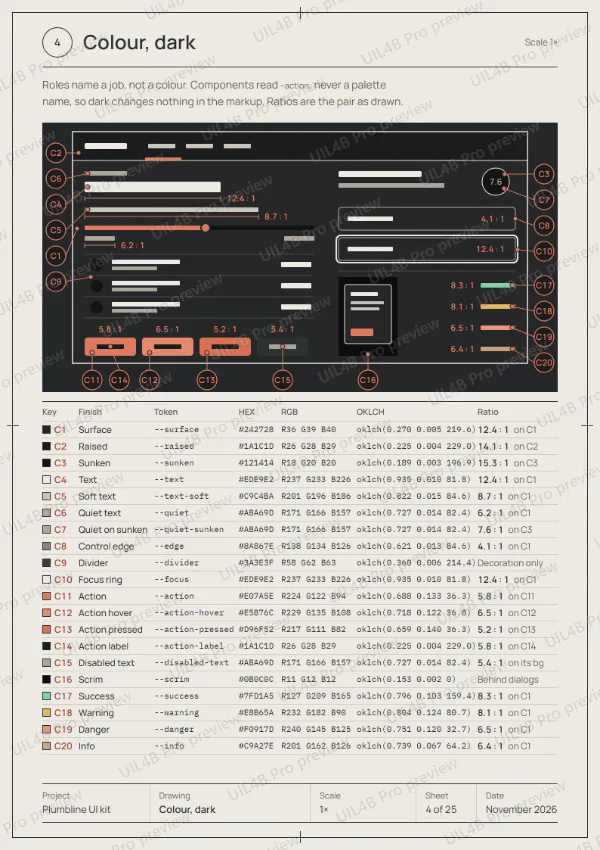 4 Colour, dark Scale 1×
Roles name a job, not a colour. Components read --action, never a palette
name, so dark changes nothing in the markup. Ratios are the pair as drawn.
C2
C6
C4
C5
C1
C9
12.4 : 1
8.7 : 1
6.2 : 1
5.8 : 1 6.5 : 1 5.2 : 1 5.4 : 1
C11 C14 C12 C13 C15 C16
7.6
4.1 : 1
12.4 : 1
8.3 : 1
8.1 : 1
6.5 : 1
6.4 : 1
C3
C7
C8
C10
C17
C18
C19
C20
Key Finish Token HEX RGB OKLCH Ratio
C1 Surface --surface #242728 R36 G39 B40 oklch(0.270 0.005 219.6) 12.4 : 1 on C1
C2 Raised --raised #1A1C1D R26 G28 B29 oklch(0.225 0.004 229.0) 14.1 : 1 on C2
C3 Sunken --sunken #121414 R18 G20 B20 oklch(0.189 0.003 196.9) 15.3 : 1 on C3
C4 Text --text #EDE9E2 R237 G233 B226 oklch(0.935 0.010 81.8) 12.4 : 1 on C1
C5 Soft text --text-soft #C9C4BA R201 G196 B186 oklch(0.822 0.015 84.6) 8.7 : 1 on C1
C6 Quiet text --quiet #ABA69D R171 G166 B157 oklch(0.727 0.014 82.4) 6.2 : 1 on C1
C7 Quiet on sunken --quiet-sunken #ABA69D R171 G166 B157 oklch(0.727 0.014 82.4) 7.6 : 1 on C3
C8 Control edge --edge #8A867E R138 G134 B126 oklch(0.621 0.013 84.6) 4.1 : 1 on C1
C9 Divider --divider #3A3E3F R58 G62 B63 oklch(0.360 0.006 214.4) Decoration only
C10 Focus ring --focus #EDE9E2 R237 G233 B226 oklch(0.935 0.010 81.8) 12.4 : 1 on C1
C11 Action --action #E07A5E R224 G122 B94 oklch(0.688 0.133 36.3) 5.8 : 1 on C11
C12 Action hover --action-hover #E5876C R229 G135 B108 oklch(0.718 0.122 36.8) 6.5 : 1 on C12
C13 Action pressed --action-pressed #D96F52 R217 G111 B82 oklch(0.659 0.140 36.3) 5.2 : 1 on C13
C14 Action label --action-label #1A1C1D R26 G28 B29 oklch(0.225 0.004 229.0) 5.8 : 1 on C14
C15 Disabled text --disabled-text #ABA69D R171 G166 B157 oklch(0.727 0.014 82.4) 5.4 : 1 on its bg
C16 Scrim --scrim #0B0C0C R11 G12 B12 oklch(0.153 0.002 0) Behind dialogs
C17 Success --success #7FD1A5 R127 G209 B165 oklch(0.796 0.103 159.4) 8.3 : 1 on C1
C18 Warning --warning #E8B65A R232 G182 B90 oklch(0.804 0.124 80.7) 8.1 : 1 on C1
C19 Danger --danger #F0917D R240 G145 B125 oklch(0.751 0.120 32.7) 6.5 : 1 on C1
C20 Info --info #C9A27E R201 G162 B126 oklch(0.739 0.067 64.2) 6.4 : 1 on C1
Project Drawing Scale Sheet Date
Plumbline UI kit Colour, dark 1× 4 of 25 November 2026
UIL4B Pro preview